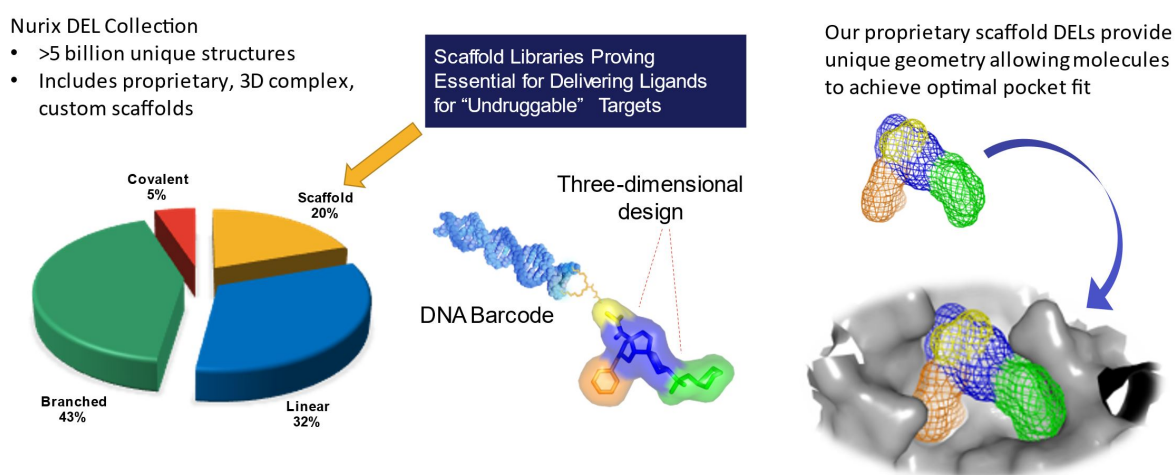 Nurix DEL Collection
• >5 billion unique structures
• Includes proprietary, 3D complex,
custom scaffolds
Scaffold Libraries Proving
Essential for Delivering Ligands
for “Undruggable” Targets
Our proprietary scaffold DELs provide
unique geometry allowing molecules
to achieve optimal pocket fit
Covalent
5%
Scaffold
20%
Branched
43%
Linear
32%
Three-dimensional
design
DNA Barcode